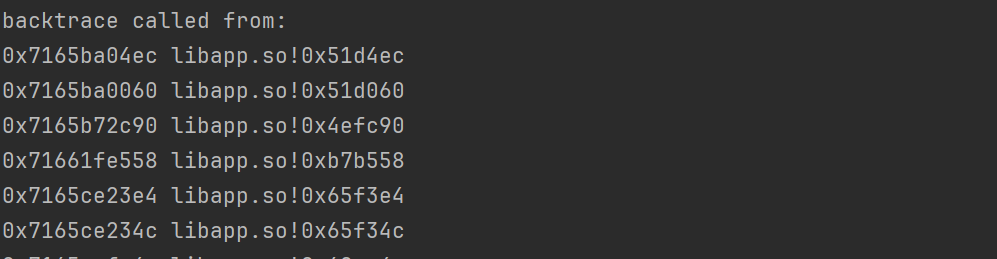 backtrace called from:
0x7165ba04ec libapp.so!0x51d4ec
0x7165ba0060 libapp.so!0x51d060
0x7165b72c90 libapp.so!0x4efc90
0x71661fe558 libapp.so!0xb7b558
0x7165ce23e4 libapp.so!0x65f3e4
0x7165ce234c libapp.so!0x65f34c